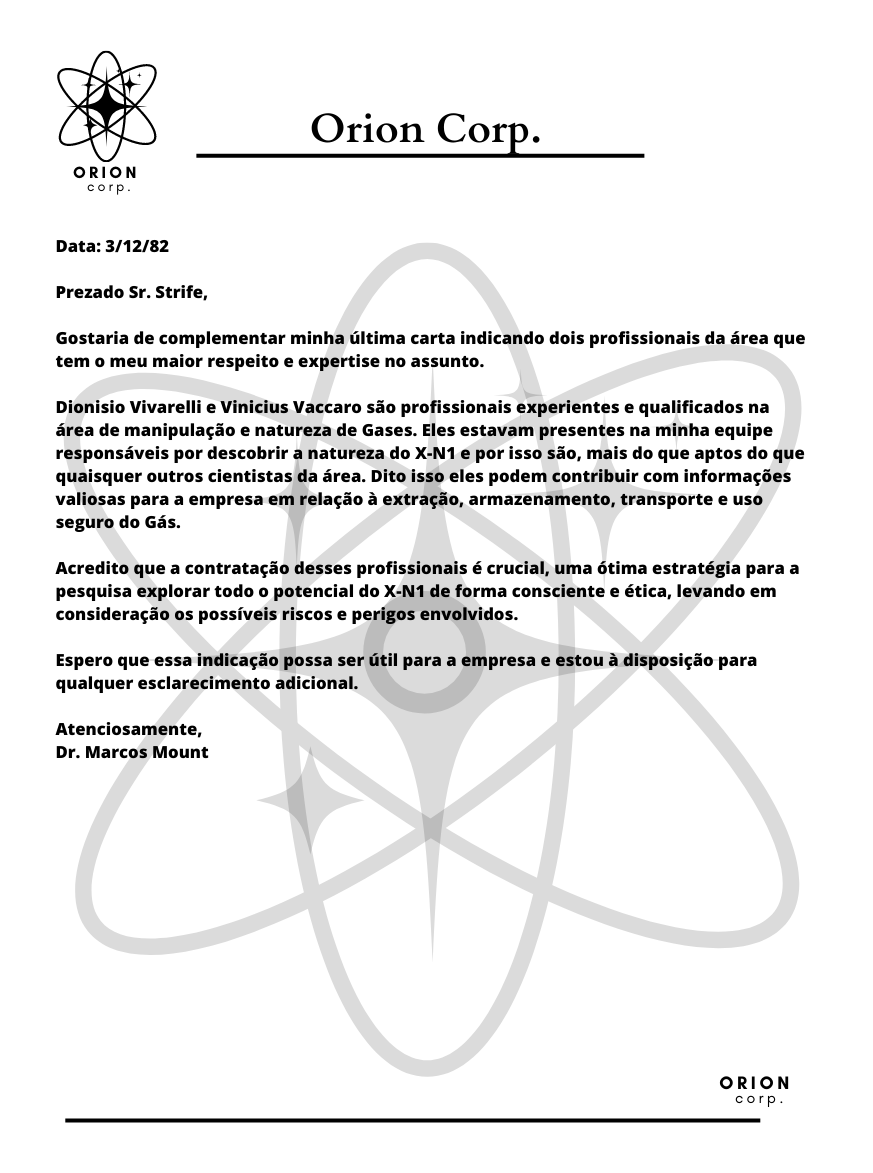 Orion Corp.
ORION
corp.
Data: 3/12/82
Prezado Sr. Strife,
Gostaria de complementar minha última carta indicando dois profissionais da área que
tem o meu maior respeito e expertise no assunto.
Dionisio Vivarelli e Vinicius Vaccaro são profissionais experientes e qualificados na
área de manipulação e natureza de Gases. Eles estavam presentes na minha equipe
responsáveis por descobrir a natureza do X-N1 e por isso são, mais do que aptos do que
quaisquer outros cientistas da área. Dito isso eles podem contribuir com informações
valiosas para a empresa em relação à extração, armazenamento, transporte e uso
seguro do Gás.
Acredito que a contratação desses profissionais é crucial, uma ótima estratégia para a
pesquisa explorar todo o potencial do X-N1 de forma consciente e ética, levando em
consideração os possíveis riscos e perigos envolvidos.
Espero que essa indicação possa ser útil para a empresa e estou à disposição para
qualquer esclarecimento adicional.
Atenciosamente,
Dr. Marcos Mount
ORION
corp.